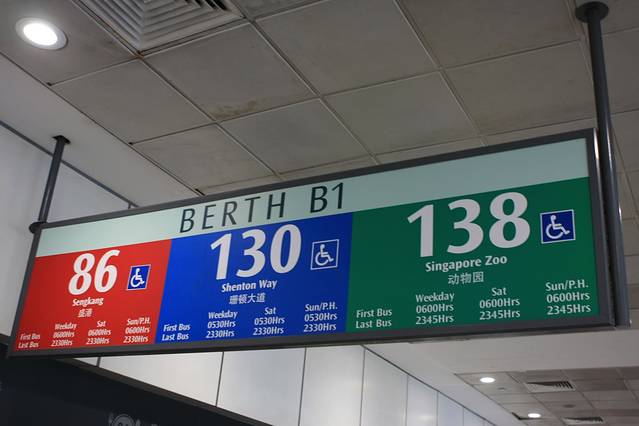 BERTH B1
86
Sengkang
盛港
Weekday Sat Sun/P.H.
First Bus 0600Hrs 0600Hrs 0600Hrs
Last Bus 2330Hrs 2330Hrs 2330Hrs
130
Shenton Way
珊顿大道
Weekday Sat Sun/P.H.
First Bus 0530Hrs 0530Hrs 0530Hrs
Last Bus 2330Hrs 2330Hrs 2330Hrs
138
Singapore Zoo
动物园
Weekday Sat Sun/P.H.
First Bus 0600Hrs 0600Hrs 0600Hrs
Last Bus 2345Hrs 2345Hrs 2345Hrs